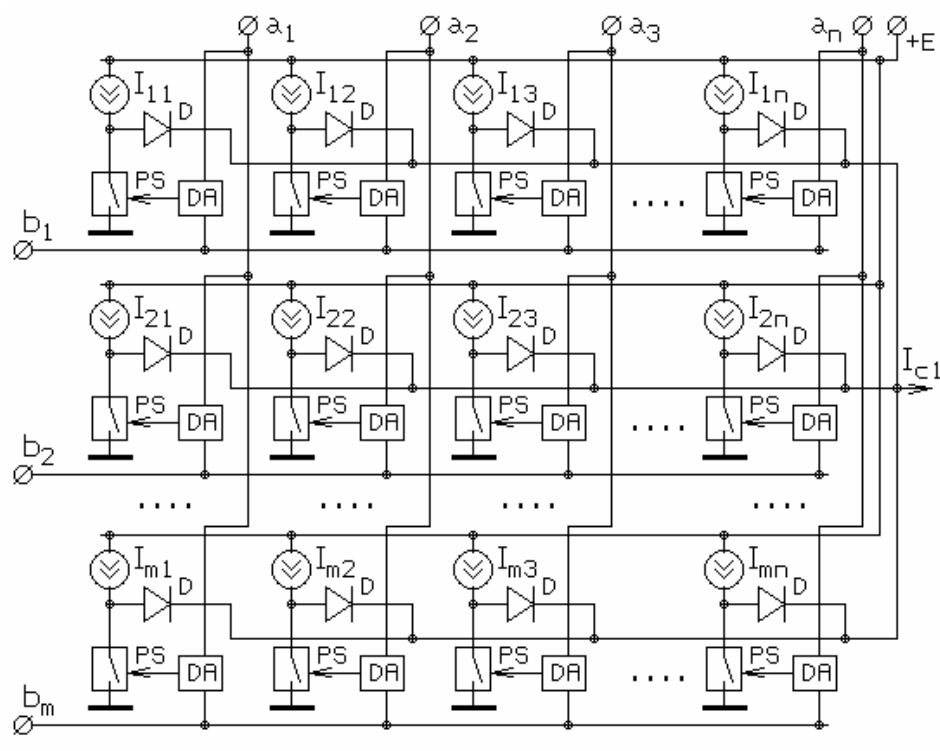 a1 a2 a3 an +E
I11 D I12 D I13 D I1n D
PS DA PS DA PS DA .... PS DA
b1
I21 D I22 D I23 D I2n D
Ic1
PS DA PS DA PS DA .... PS DA
b2
.... .... .... ....
Im1 D Im2 D Im3 D Imn D
PS DA PS DA PS DA .... PS DA
bm